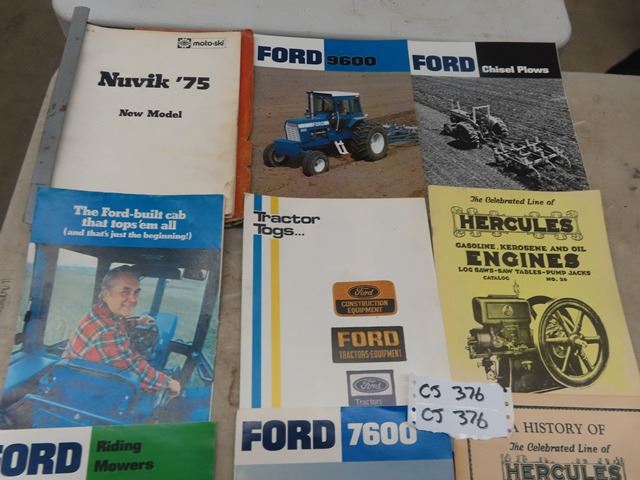 moto-ski
Nuvik '75
New Model
FORD 9600
FORD
FORD Chisel Plows
The Ford-built cab
that tops 'em all
(and that's just the beginning!)
Tractor
Togs...
Ford
CONSTRUCTION
EQUIPMENT
FORD
TRACTORS EQUIPMENT
Ford
Tractors
The Celebrated Line of
HERCULES
GASOLINE, KEROSENE AND OIL
ENGINES
LOG SAWS-SAW TABLES-PUMP JACKS
CATALOG NO. 26
CJ 376
CJ 376
FORD Riding
Mowers
FORD 7600
A HISTORY OF
The Celebrated Line of
HERCULES